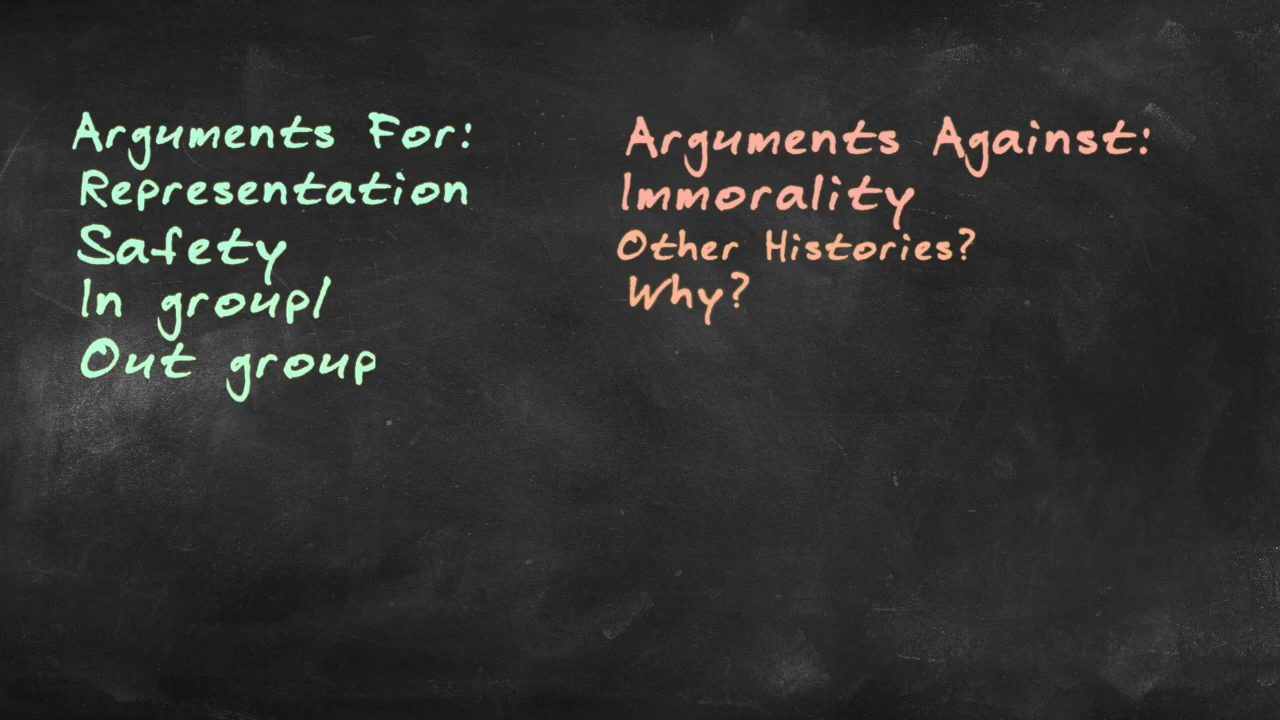 Arguments For:
Representation
Safety
In group/
Out group
Arguments Against:
Immorality
Other Histories?
Why?